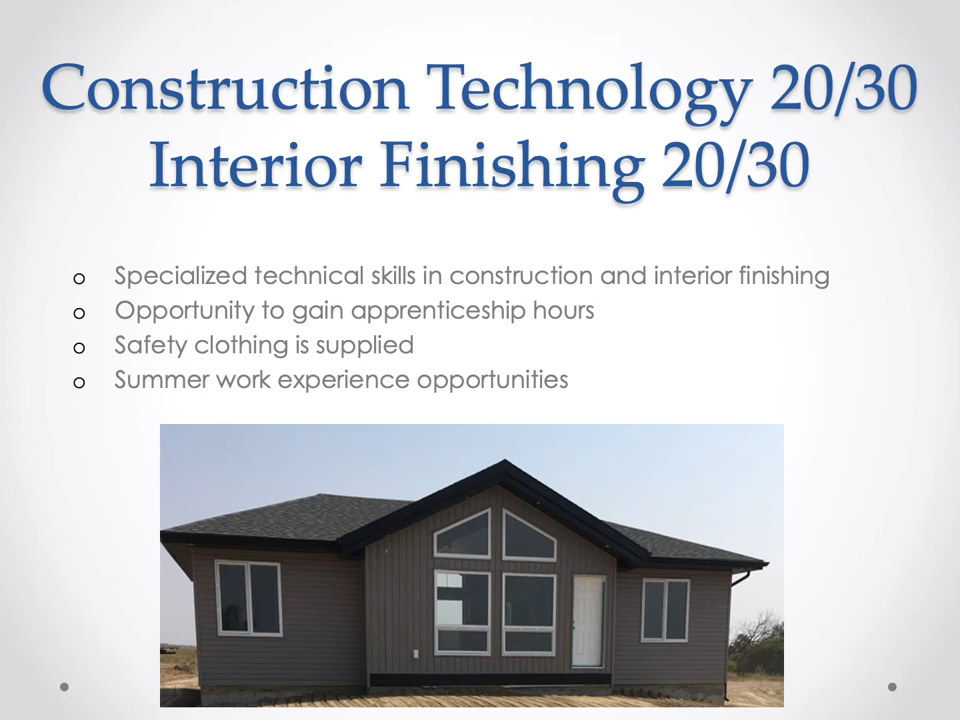 Construction Technology 20/30
Interior Finishing 20/30
o Specialized technical skills in construction and interior finishing
o Opportunity to gain apprenticeship hours
o Safety clothing is supplied
o Summer work experience opportunities